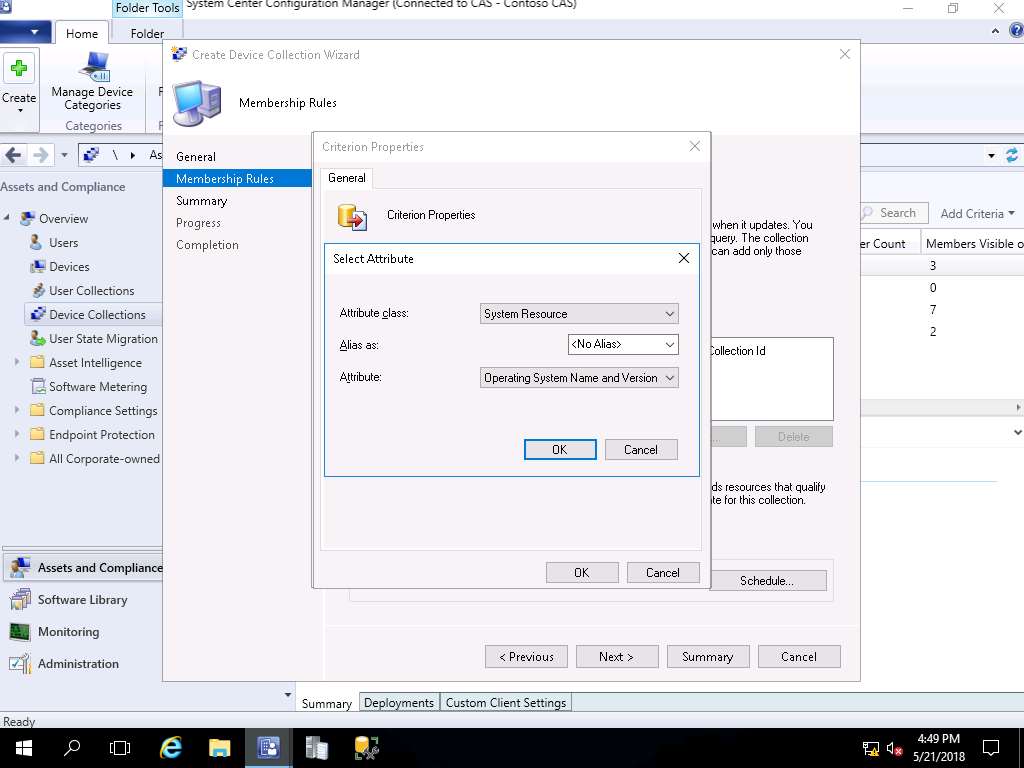 Folder Tools
System Center Configuration Manager (Connected to CAS - Contoso CAS)
Home
Folder
Create
Manage Device
Categories
Categories
\
As
Assets and Compliance
Overview
Users
Devices
User Collections
Device Collections
User State Migration
Asset Intelligence
Software Metering
Compliance Settings
Endpoint Protection
All Corporate-owned
Assets and Compliance
Software Library
Monitoring
Administration
Ready
Create Device Collection Wizard
Membership Rules
General
Membership Rules
Summary
Progress
Completion
Criterion Properties
General
Criterion Properties
Select Attribute
Attribute class:
System Resource
Alias as:
<No Alias>
Attribute:
Operating System Name and Version
OK
Cancel
OK
Cancel
when it updates. You
query. The collection
can add only those
Collection Id
...
Delete
ds resources that qualify
te for this collection.
Schedule...
< Previous
Next >
Summary
Cancel
Search
Add Criteria
er Count
Members Visible o
3
0
7
2
Summary
Deployments
Custom Client Settings
4:49 PM
5/21/2018